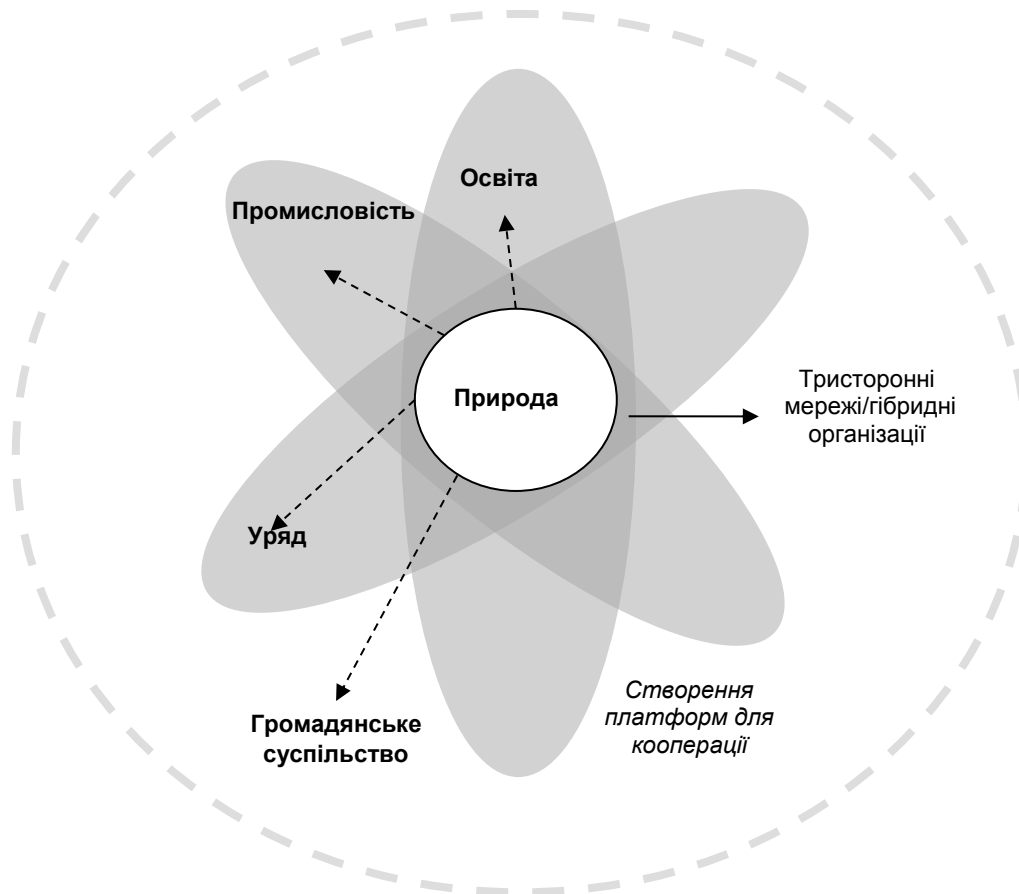 Освіта
Промисловість
Природа
Тристоронні
мережі/гібридні
організації
Уряд
Створення
платформ для
кооперації
Громадянське
суспільство